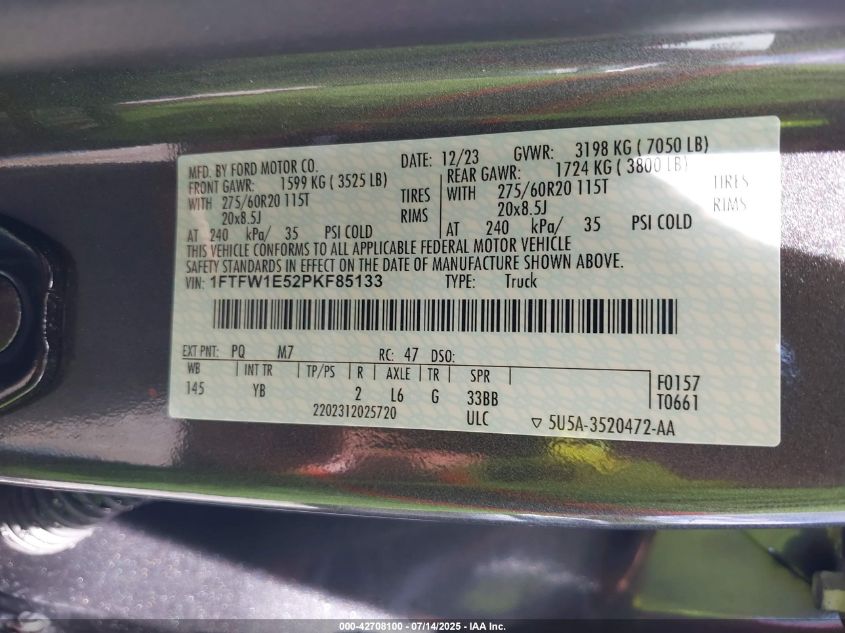 MFD. BY FORD MOTOR CO. DATE: 12/23 GVWR: 3198 KG ( 7050 LB)
FRONT GAWR: 1599 KG ( 3525 LB) REAR GAWR: 1724 KG ( 3800 LB)
WITH 275/60R20 115T TIRES WITH 275/60R20 115T TIRES
20x8.5J RIMS 20x8.5J RIMS
AT 240 kPa/ 35 PSI COLD AT 240 kPa/ 35 PSI COLD
THIS VEHICLE CONFORMS TO ALL APPLICABLE FEDERAL MOTOR VEHICLE
SAFETY STANDARDS IN EFFECT ON THE DATE OF MANUFACTURE SHOWN ABOVE.
VIN: 1FTFW1E52PKF85133 TYPE: Truck
EXT PNT: PQ M7 RC: 47 DSO:
WB INT TR TP/PS R AXLE TR SPR F0157
145 YB 2 L6 G 33BB T0661
2202312025720 ULC ▽ 5U5A-3520472-AA
000-42708100 - 07/14/2025 - IAA Inc.